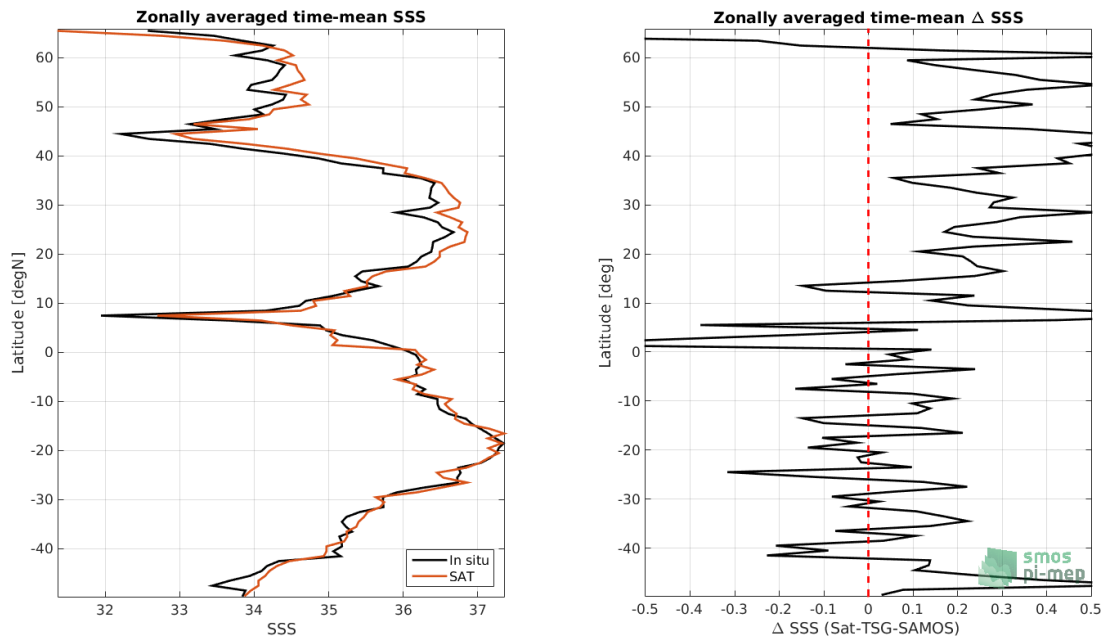 Zonally averaged time-mean SSS
60
50
40
30
20
10
0
-10
-20
-30
-40
Latitude [degN]
32 33 34 35 36 37
SSS
In situ
SAT
Zonally averaged time-mean Δ SSS
60
50
40
30
20
10
0
-10
-20
-30
-40
Latitude [deg]
-0.5 -0.4 -0.3 -0.2 -0.1 0 0.1 0.2 0.3 0.4 0.5
Δ SSS (Sat-TSG-SAMOS)
smos
pi-mep